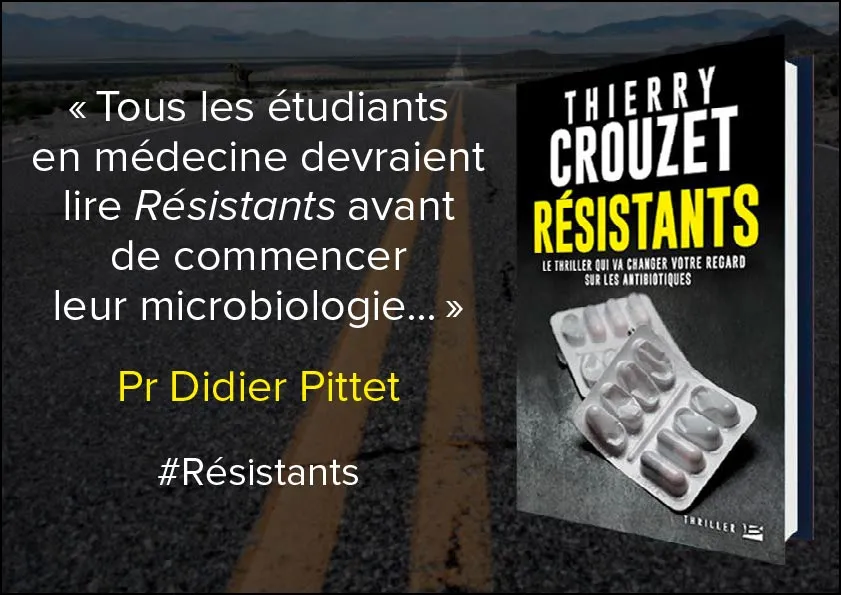 « Tous les étudiants
en médecine devraient
lire Résistants avant
de commencer
leur microbiologie... »
Pr Didier Pittet
#Résistants
THIERRY
CROUZET
RÉSISTANTS
LE THRILLER QUI VA CHANGER VOTRE REGARD
SUR LES ANTIBIOTIQUES
THRILLER